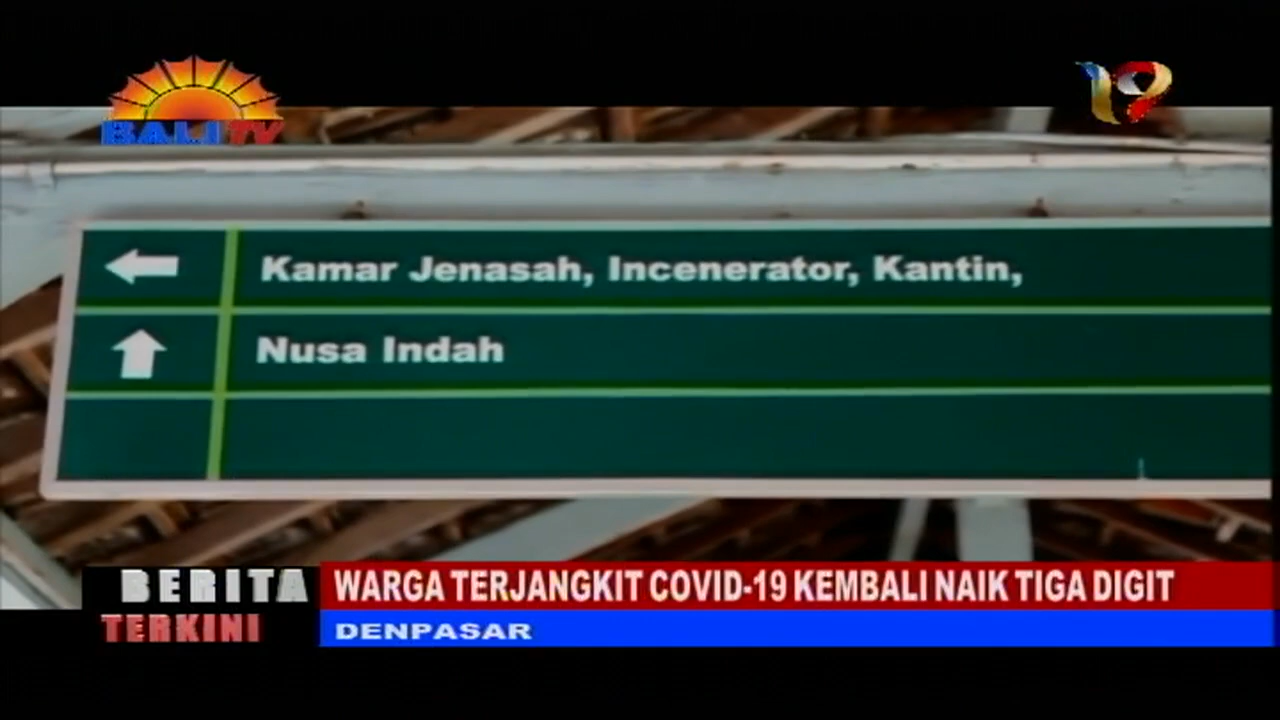 BALI TV
19
Kamar Jenasah, Incenerator, Kantin,
Nusa Indah
BERITA
TERKINI
WARGA TERJANGKIT COVID-19 KEMBALI NAIK TIGA DIGIT
DENPASAR